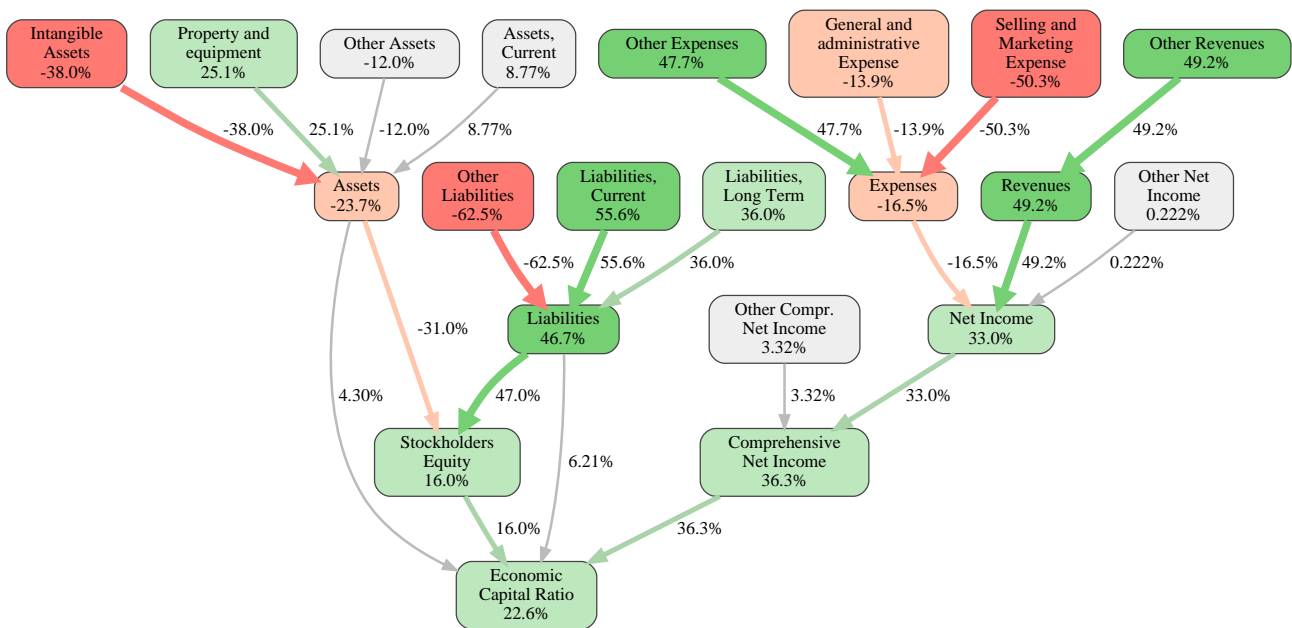 Intangible
Assets
-38.0%
Property and
equipment
25.1%
Other Assets
-12.0%
Assets,
Current
8.77%
Other Expenses
47.7%
General and
administrative
Expense
-13.9%
Selling and
Marketing
Expense
-50.3%
Other Revenues
49.2%
-38.0%
25.1%
-12.0%
8.77%
47.7%
-13.9%
-50.3%
49.2%
Assets
-23.7%
Other
Liabilities
-62.5%
Liabilities,
Current
55.6%
Liabilities,
Long Term
36.0%
Expenses
-16.5%
Revenues
49.2%
Other Net
Income
0.222%
-62.5%
55.6%
36.0%
-16.5%
49.2%
0.222%
-31.0%
Liabilities
46.7%
Other Compr.
Net Income
3.32%
Net Income
33.0%
4.30%
47.0%
3.32%
33.0%
Stockholders
Equity
16.0%
6.21%
Comprehensive
Net Income
36.3%
16.0%
36.3%
Economic
Capital Ratio
22.6%